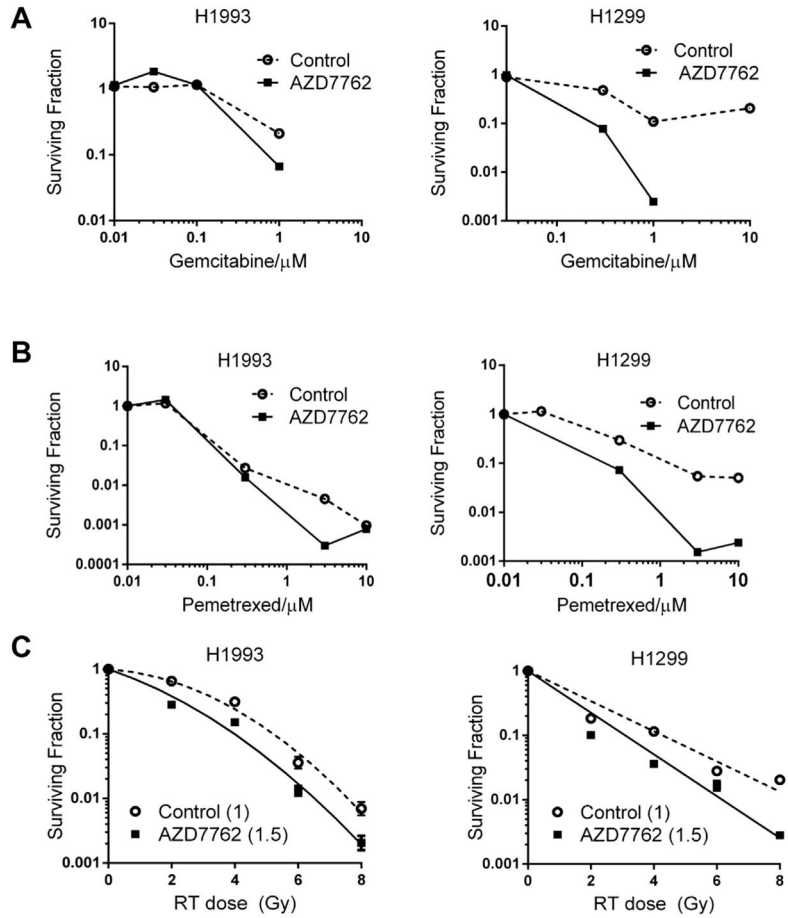 A
H1993
H1299
10
1
0.1
0.01
Surviving Fraction
Control
AZD7762
0.01
0.1
1
10
Gemcitabine/μM
10
1
0.1
0.01
0.001
Surviving Fraction
Control
AZD7762
0.1
1
10
Gemcitabine/μM
B
H1993
H1299
10
1
0.1
0.01
0.001
0.0001
Surviving Fraction
Control
AZD7762
0.01
0.1
1
10
Pemetrexed/μM
10
1
0.1
0.01
0.001
Surviving Fraction
Control
AZD7762
0.01
0.1
1
10
Pemetrexed/μM
C
H1993
H1299
1
0.1
0.01
0.001
Surviving Fraction
Control (1)
AZD7762 (1.5)
0
2
4
6
8
RT dose (Gy)
1
0.1
0.01
0.001
Surviving Fraction
Control (1)
AZD7762 (1.5)
0
2
4
6
8
RT dose (Gy)